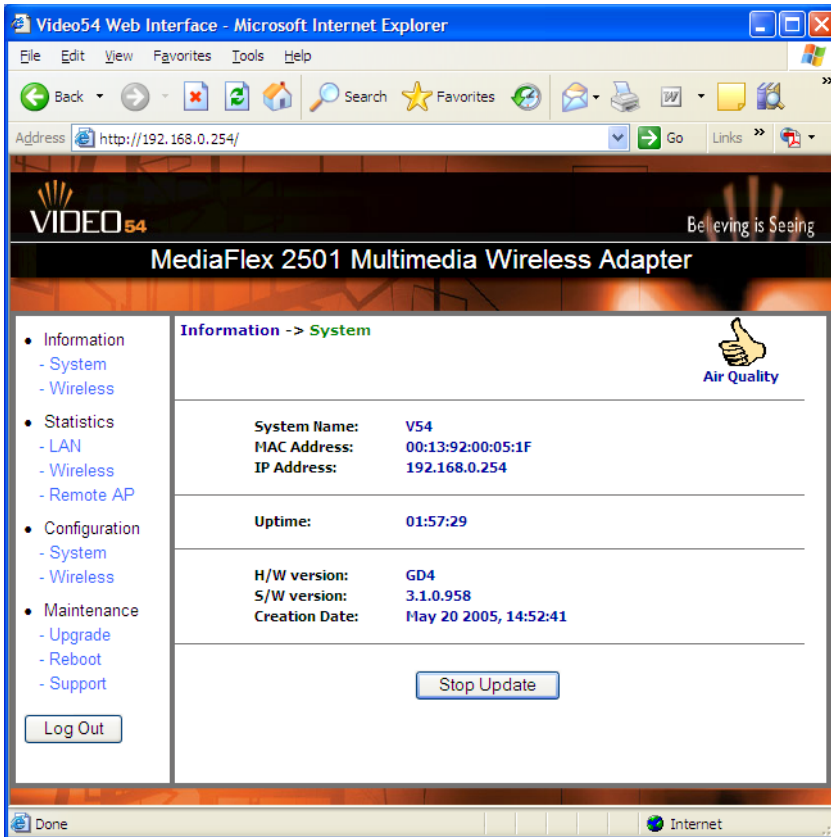 Video54 Web Interface - Microsoft Internet Explorer
File Edit View Favorites Tools Help
Back Search Favorites
Address http://192.168.0.254/ Go Links
VIDEO54
Believing is Seeing
MediaFlex 2501 Multimedia Wireless Adapter
Information -> System
Air Quality
• Information
- System
- Wireless
• Statistics
- LAN
- Wireless
- Remote AP
• Configuration
- System
- Wireless
• Maintenance
- Upgrade
- Reboot
- Support
Log Out
System Name: V54
MAC Address: 00:13:92:00:05:1F
IP Address: 192.168.0.254
Uptime: 01:57:29
H/W version: GD4
S/W version: 3.1.0.958
Creation Date: May 20 2005, 14:52:41
Stop Update
Done Internet